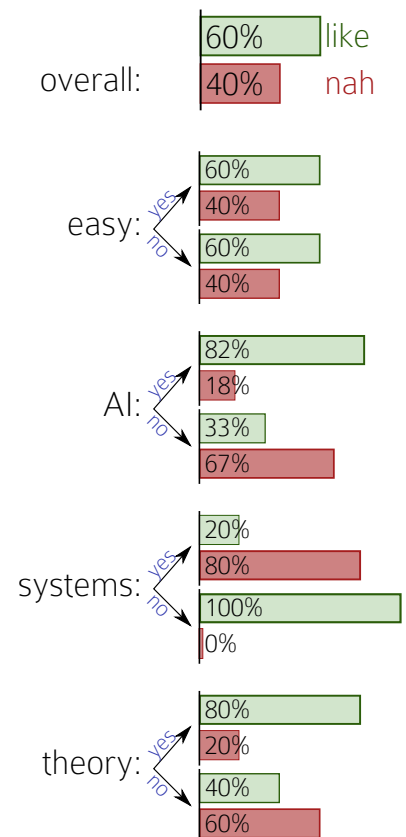 60% like
overall: 40% nah
60%
yes 40%
easy:
no 60%
40%
82%
yes 18%
AI:
no 33%
67%
20%
yes 80%
systems:
no 100%
0%
80%
yes 20%
theory:
no 40%
60%